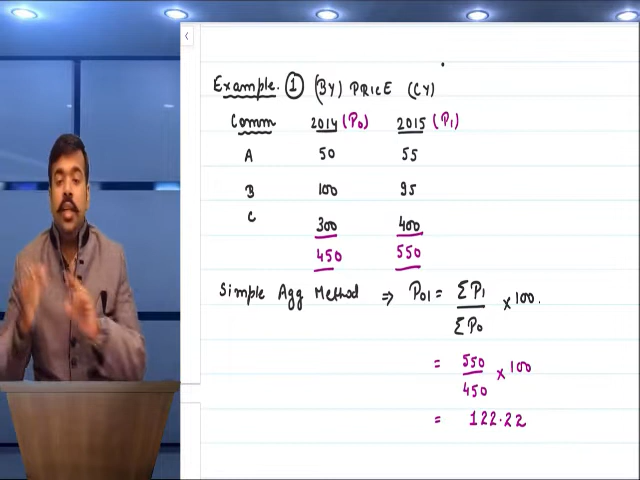 Example. 1 (BY) PRICE (CY)
Comm 2014 (P0) 2015 (P1)
A 50 55
B 100 95
C 300 400
450 550
Simple Agg Method ⇒ P01 = ΣP1 / ΣP0 × 100.
= 550 / 450 × 100
= 122.22